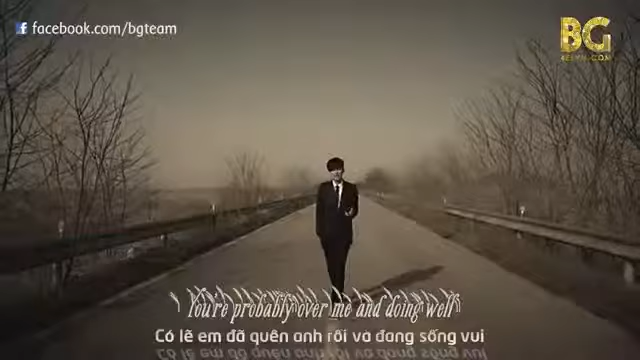 facebook.com/bgteam
BG
You're probably over me and doing well
Có lẽ em đã quên anh rồi và đang sống vui